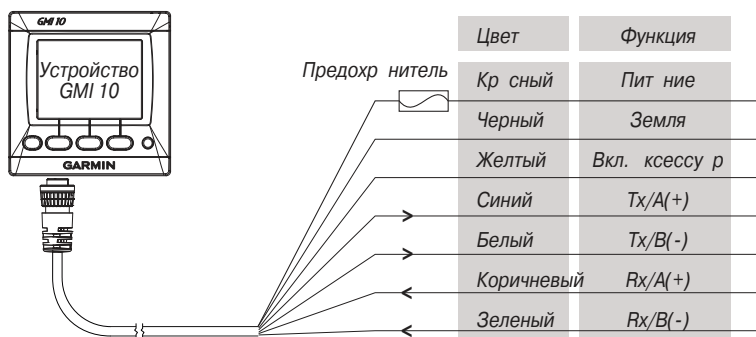 GMI 10
Устройство
GMI 10
GARMIN
Предохр нитель
Цвет Функция
Кр сный Пит ние
Черный Земля
Желтый Вкл. ксессу р
Синий Tx/A(+)
Белый Tx/B(-)
Коричневый Rx/A(+)
Зеленый Rx/B(-)